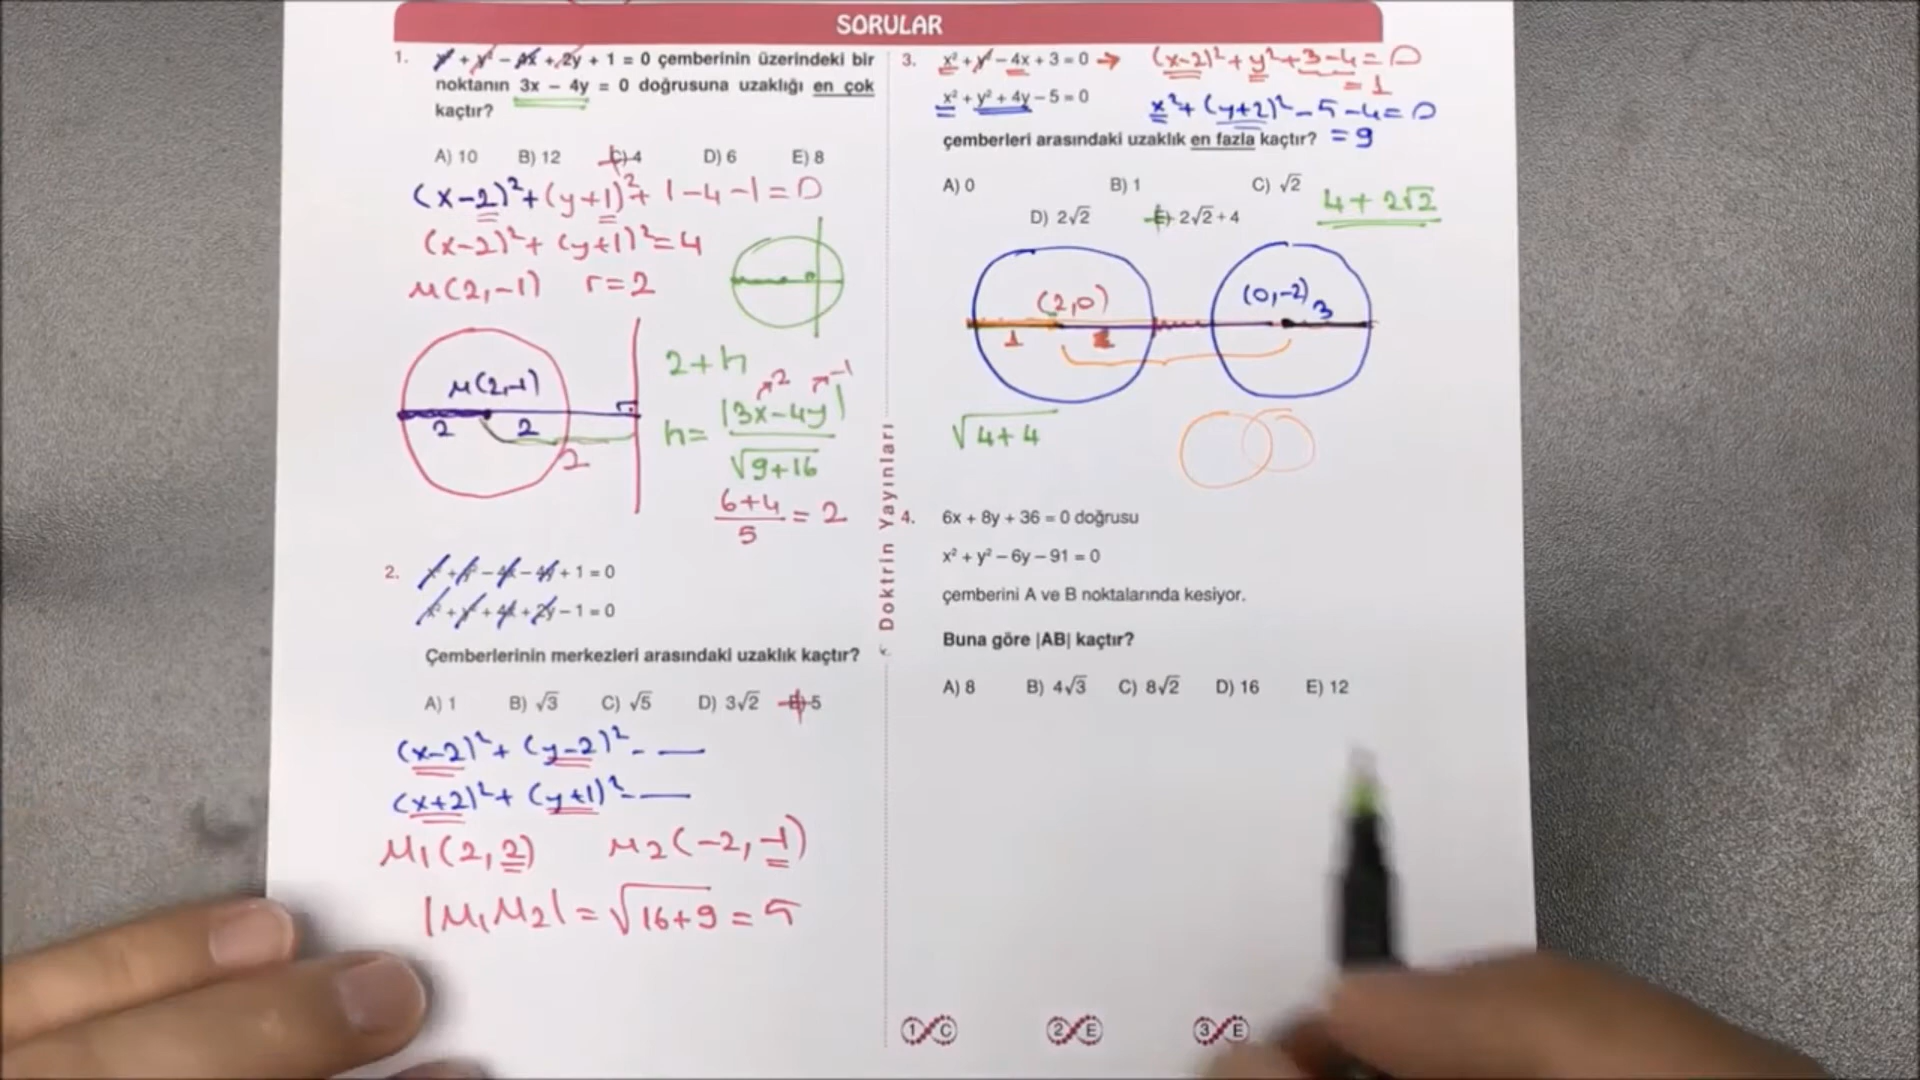 SORULAR
1. x² + y² - 4x + 2y + 1 = 0 çemberinin üzerindeki bir
noktanın 3x - 4y = 0 doğrusuna uzaklığı en çok
kaçtır?
A) 10 B) 12 C) 4 D) 6 E) 8
(x-2)² + (y+1)² + 1-4-1=0
(x-2)² + (y+1)² = 4
M(2,-1) r=2
M(2,-1)
2 2
2
2+h
2 -1
h = |3x-4y|
√9+16
6+4
5
= 2
2. x² + y² - 4x - 4y + 1 = 0
x² + y² + 4x + 2y - 1 = 0
Çemberlerinin merkezleri arasındaki uzaklık kaçtır?
A) 1 B) √3 C) √5 D) 3√2 E) 5
(x-2)² + (y-2)² - —
(x+2)² + (y+1)² - —
M₁(2,2) M₂(-2,-1)
|M₁M₂| = √16+9 = 5
Doktrin Yayınları
3. x² + y² - 4x + 3 = 0 → (x-2)² + y² + 3-4=0
= 1
x² + y² + 4y - 5 = 0 x² + (y+2)² - 5-4=0
çemberleri arasındaki uzaklık en fazla kaçtır? = 9
A) 0 B) 1 C) √2
D) 2√2 E) 2√2 + 4
4+2√2
(2,0) (0,-2) 3
1
√4+4
4. 6x + 8y + 36 = 0 doğrusu
x² + y² - 6y - 91 = 0
çemberini A ve B noktalarında kesiyor.
Buna göre |AB| kaçtır?
A) 8 B) 4√3 C) 8√2 D) 16 E) 12
1 C 2 E 3 E